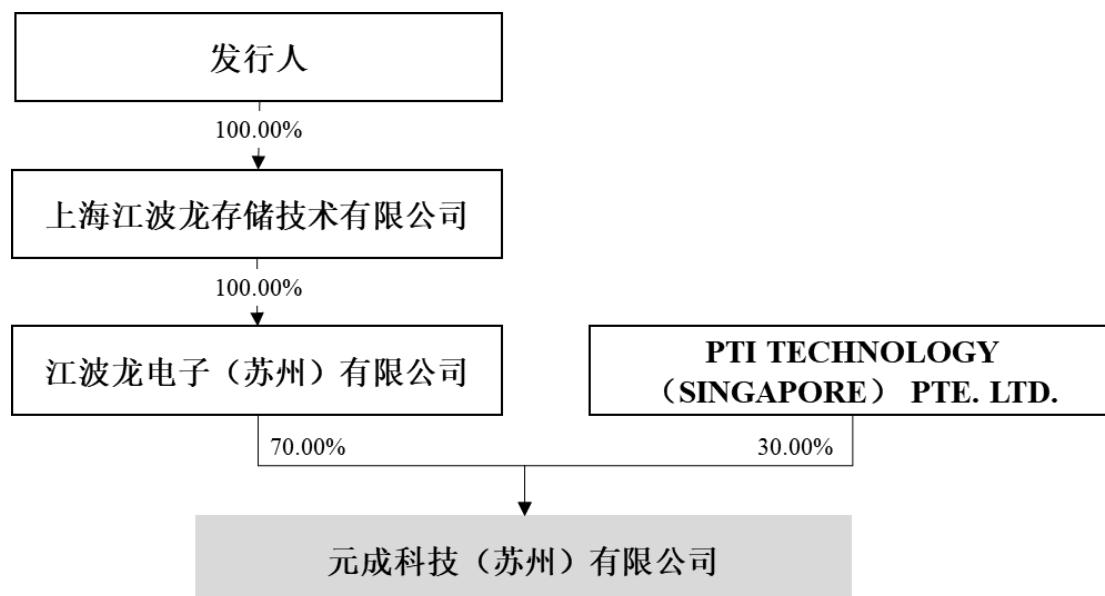 发行人
100.00%
上海江波龙存储技术有限公司
100.00%
江波龙电子（苏州）有限公司
PTI TECHNOLOGY
（SINGAPORE） PTE. LTD.
70.00%
30.00%
元成科技（苏州）有限公司